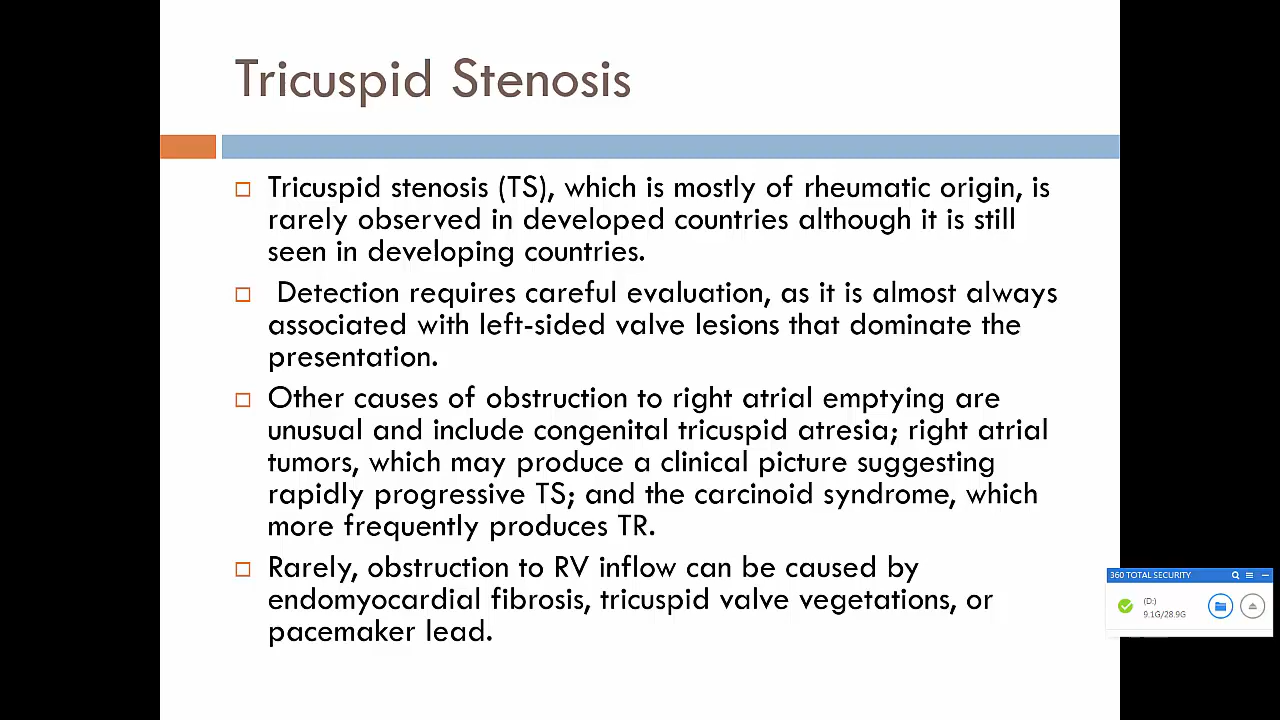 Tricuspid Stenosis
Tricuspid stenosis (TS), which is mostly of rheumatic origin, is
rarely observed in developed countries although it is still
seen in developing countries.
Detection requires careful evaluation, as it is almost always
associated with left-sided valve lesions that dominate the
presentation.
Other causes of obstruction to right atrial emptying are
unusual and include congenital tricuspid atresia; right atrial
tumors, which may produce a clinical picture suggesting
rapidly progressive TS; and the carcinoid syndrome, which
more frequently produces TR.
Rarely, obstruction to RV inflow can be caused by
endomyocardial fibrosis, tricuspid valve vegetations, or
pacemaker lead.
360 TOTAL SECURITY
(D:)
9.1G/28.9G